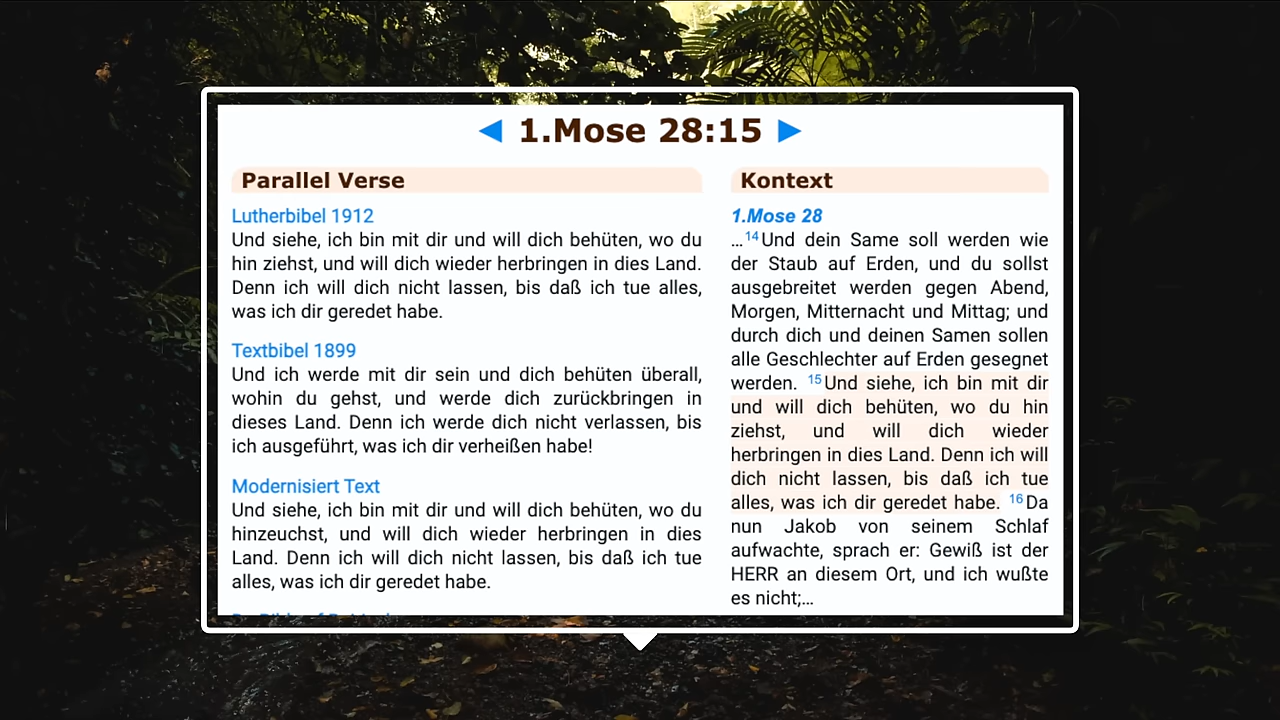 ◀ 1.Mose 28:15 ▶
Parallel Verse
Lutherbibel 1912
Und siehe, ich bin mit dir und will dich behüten, wo du
hin ziehst, und will dich wieder herbringen in dies Land.
Denn ich will dich nicht lassen, bis daß ich tue alles,
was ich dir geredet habe.
Textbibel 1899
Und ich werde mit dir sein und dich behüten überall,
wohin du gehst, und werde dich zurückbringen in
dieses Land. Denn ich werde dich nicht verlassen, bis
ich ausgeführt, was ich dir verheißen habe!
Modernisiert Text
Und siehe, ich bin mit dir und will dich behüten, wo du
hinzeuchst, und will dich wieder herbringen in dies
Land. Denn ich will dich nicht lassen, bis daß ich tue
alles, was ich dir geredet habe.
Kontext
1.Mose 28
…14Und dein Same soll werden wie
der Staub auf Erden, und du sollst
ausgebreitet werden gegen Abend,
Morgen, Mitternacht und Mittag; und
durch dich und deinen Samen sollen
alle Geschlechter auf Erden gesegnet
werden. 15Und siehe, ich bin mit dir
und will dich behüten, wo du hin
ziehst, und will dich wieder
herbringen in dies Land. Denn ich will
dich nicht lassen, bis daß ich tue
alles, was ich dir geredet habe. 16Da
nun Jakob von seinem Schlaf
aufwachte, sprach er: Gewiß ist der
HERR an diesem Ort, und ich wußte
es nicht;…